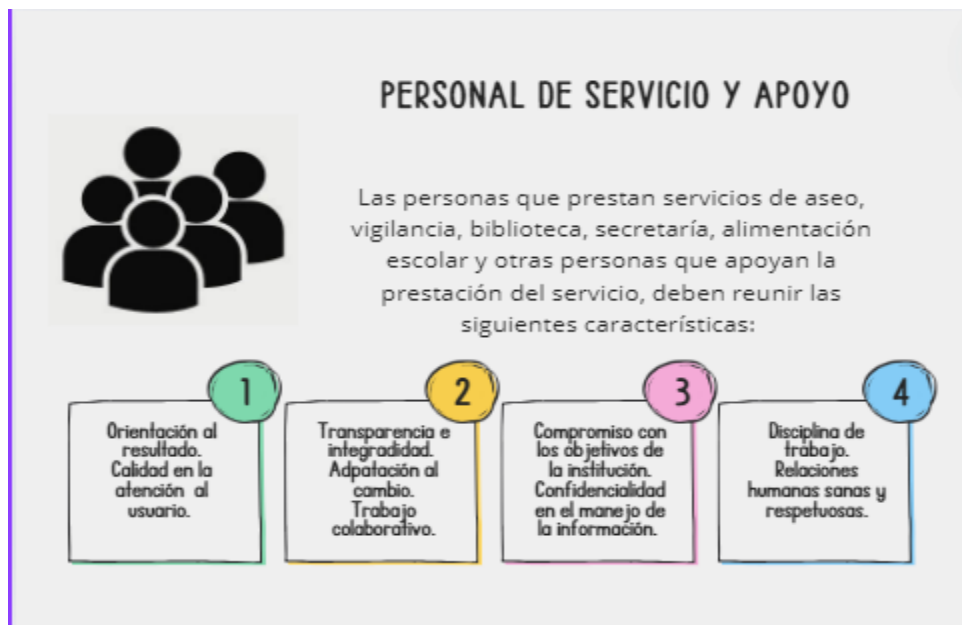 PERSONAL DE SERVICIO Y APOYO
Las personas que prestan servicios de aseo,
vigilancia, biblioteca, secretaría, alimentación
escolar y otras personas que apoyan la
prestación del servicio, deben reunir las
siguientes características:
1
Orientación al
resultado.
Calidad en la
atención al
usuario.
2
Transparencia e
integradidad.
Adpatación al
cambio.
Trabajo
colaborativo.
3
Compromiso con
los objetivos de
la institución.
Confidencialidad
en el manejo de
la información.
4
Disciplina de
trabajo.
Relaciones
humanas sanas y
respetuosas.